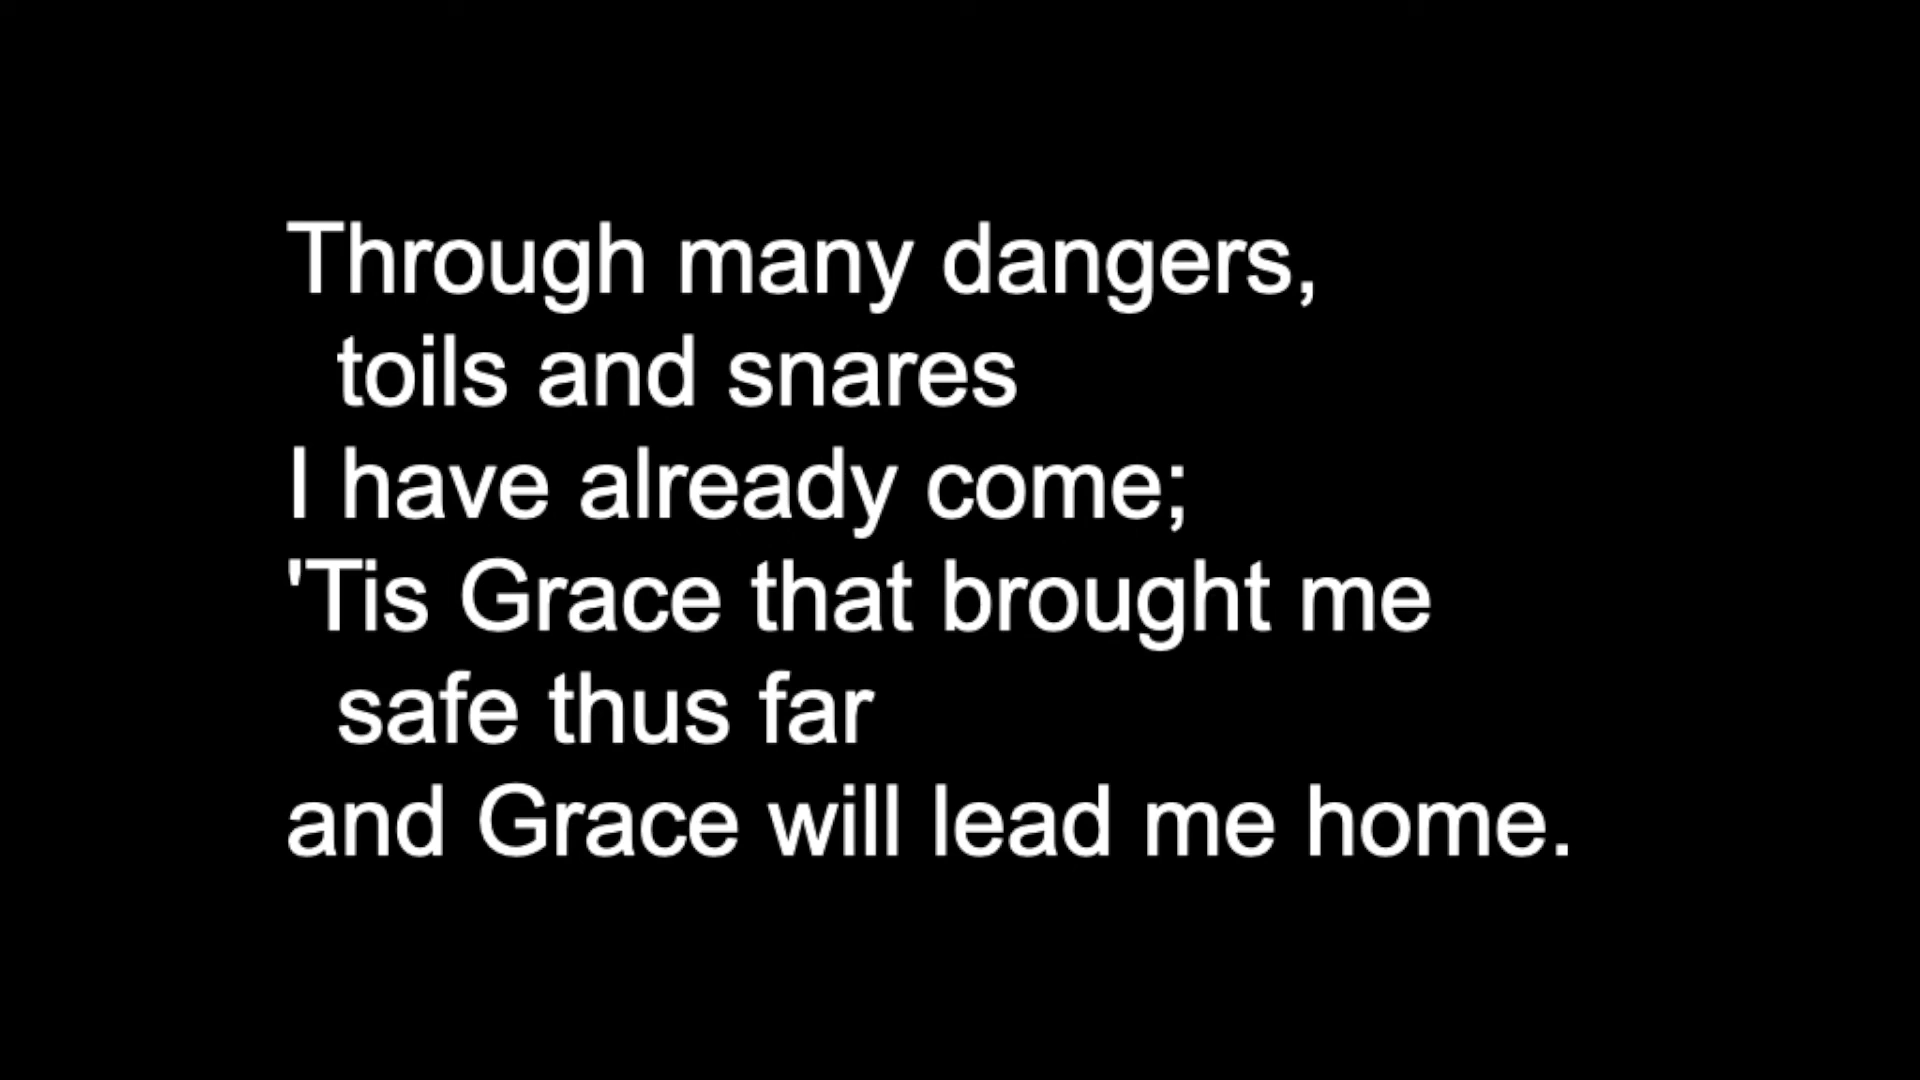 Through many dangers,
toils and snares
I have already come;
'Tis Grace that brought me
safe thus far
and Grace will lead me home.